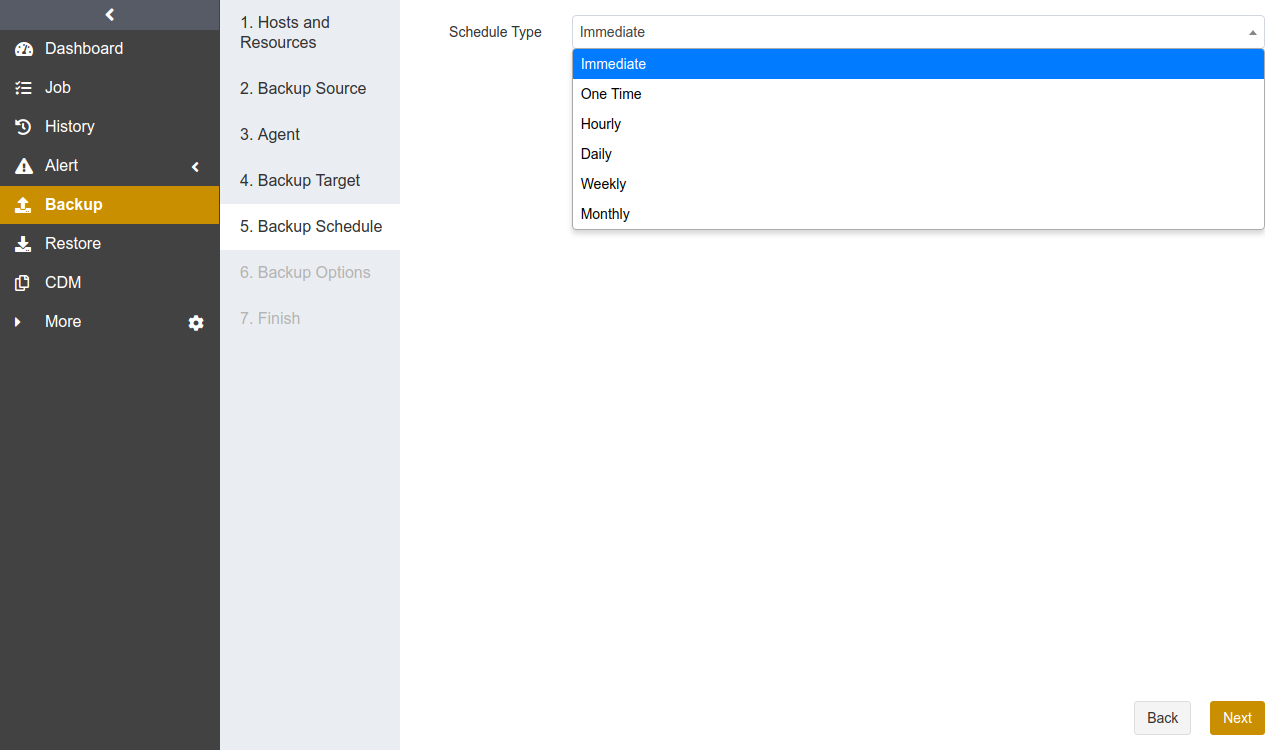 Dashboard
Job
History
Alert
Backup
Restore
CDM
More
1. Hosts and
Resources
2. Backup Source
3. Agent
4. Backup Target
5. Backup Schedule
6. Backup Options
7. Finish
Schedule Type
Immediate
Immediate
One Time
Hourly
Daily
Weekly
Monthly
Back
Next